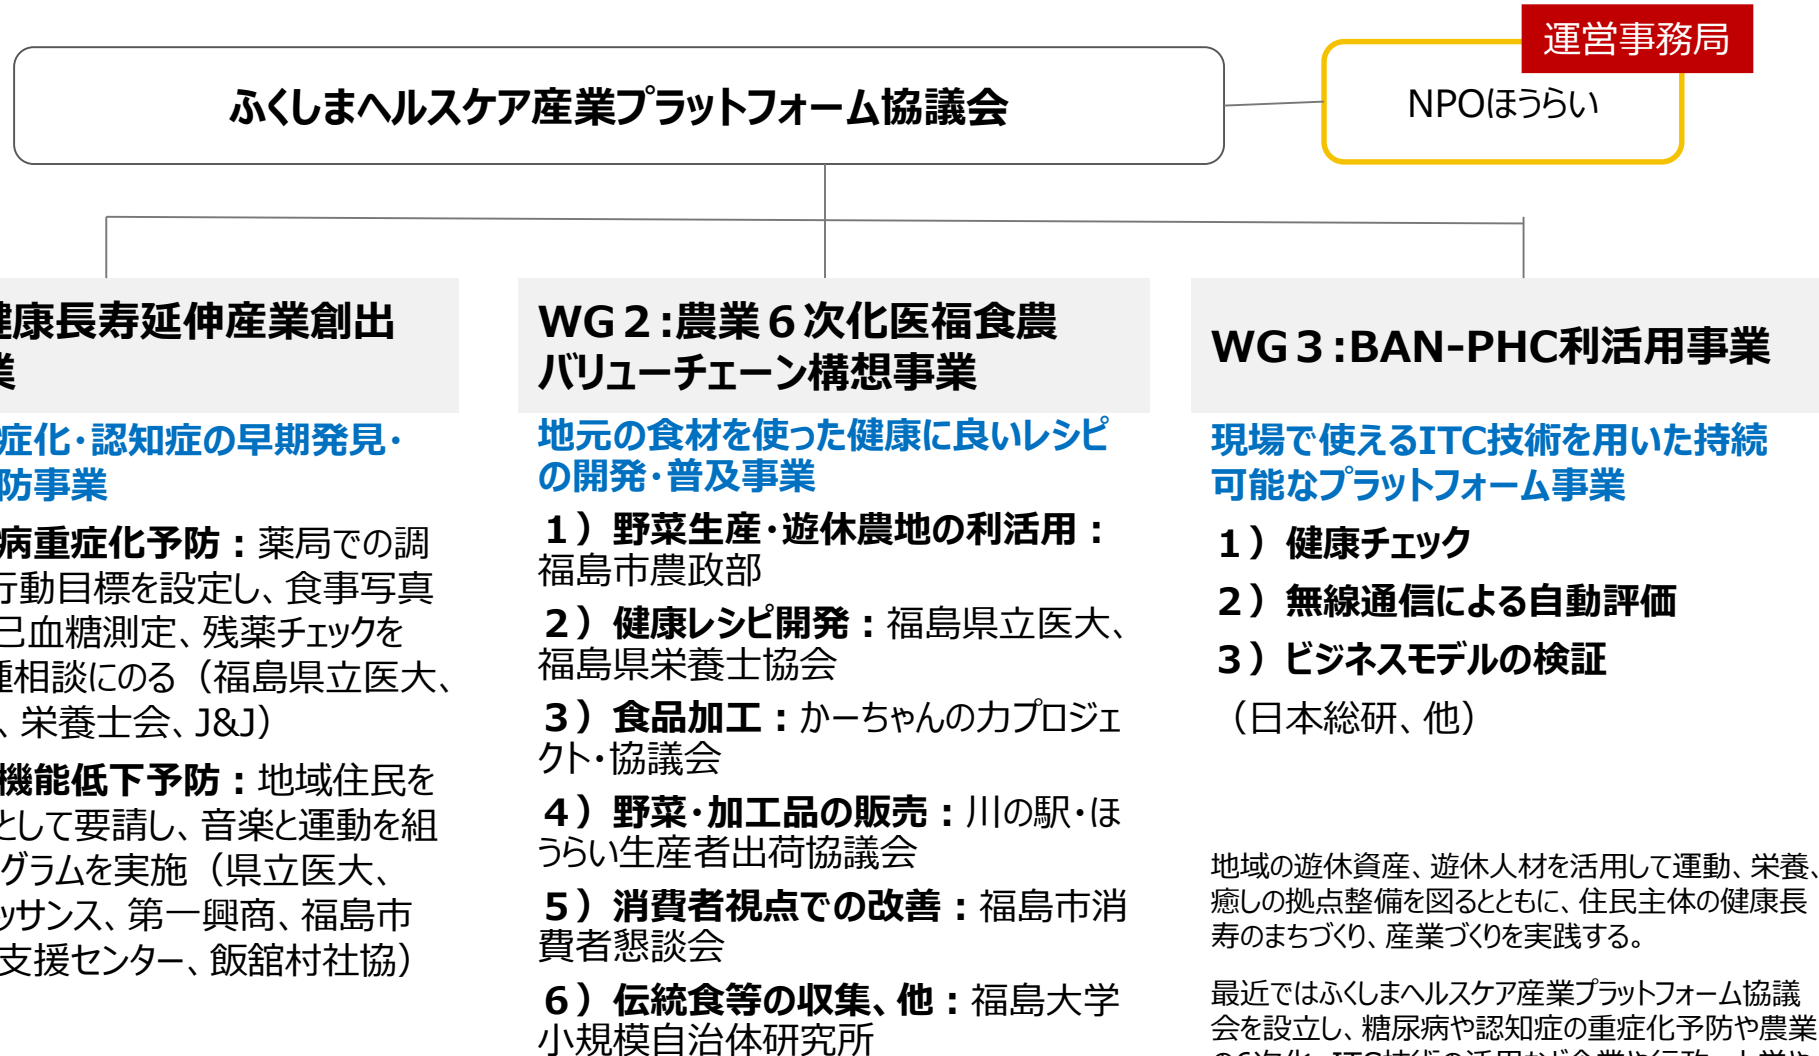 運営事務局
ふくしまヘルスケア産業プラットフォーム協議会
NPOほうらい
健康長寿延伸産業創出
業
症化・認知症の早期発見・
防事業
病重症化予防：薬局での調
行動目標を設定し、食事写真
己血糖測定、残薬チェックを
種相談にのる（福島県立医大、
、栄養士会、J&J）
機能低下予防：地域住民を
として要請し、音楽と運動を組
グラムを実施（県立医大、
ッサンス、第一興商、福島市
支援センター、飯舘村社協）
WG２:農業６次化医福食農
バリューチェーン構想事業
地元の食材を使った健康に良いレシピ
の開発・普及事業
１）野菜生産・遊休農地の利活用：
福島市農政部
２）健康レシピ開発：福島県立医大、
福島県栄養士協会
３）食品加工：かーちゃんの力プロジェ
クト・協議会
４）野菜・加工品の販売：川の駅・ほ
うらい生産者出荷協議会
５）消費者視点での改善：福島市消
費者懇談会
６）伝統食等の収集、他：福島大学
小規模自治体研究所
WG３:BAN-PHC利活用事業
現場で使えるITC技術を用いた持続
可能なプラットフォーム事業
１）健康チェック
２）無線通信による自動評価
３）ビジネスモデルの検証
（日本総研、他）
地域の遊休資産、遊休人材を活用して運動、栄養、
癒しの拠点整備を図るとともに、住民主体の健康長
寿のまちづくり、産業づくりを実践する。
最近ではふくしまヘルスケア産業プラットフォーム協議
会を設立し、糖尿病や認知症の重症化予防や農業
の6次化、ITC技術の活用など企業や行政、大学や